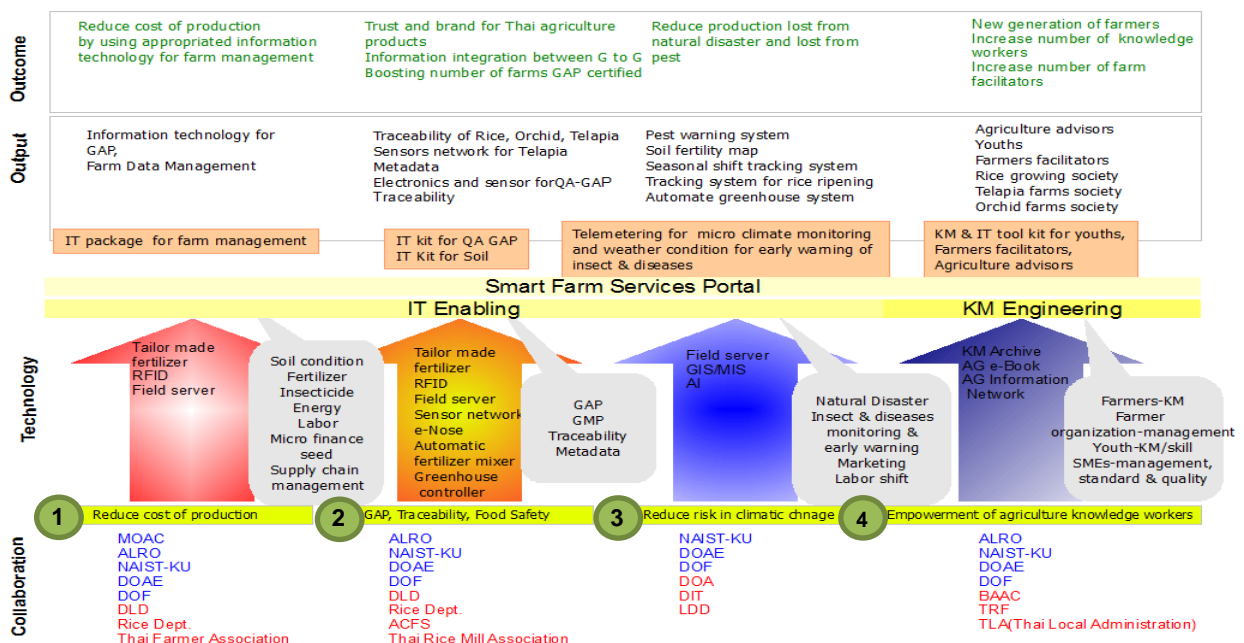 Outcome
Reduce cost of production
by using appropriated information
technology for farm management
Trust and brand for Thai agriculture
products
Information integration between G to G
Boosting number of farms GAP certified
Reduce production lost from
natural disaster and lost from
pest
New generation of farmers
Increase number of knowledge
workers
Increase number of farm
facilitators
Output
Information technology for
GAP,
Farm Data Management
Traceability of Rice, Orchid, Telapia
Sensors network for Telapia
Metadata
Electronics and sensor forQA-GAP
Traceability
Pest warning system
Soil fertility map
Seasonal shift tracking system
Tracking system for rice ripening
Automate greenhouse system
Agriculture advisors
Youths
Farmers facilitators
Rice growing society
Telapia farms society
Orchid farms society
IT package for farm management
IT kit for QA GAP
IT Kit for Soil
Telemetering for micro climate monitoring
and weather condition for early warning of
insect & diseases
KM & IT tool kit for youths,
Farmers facilitators,
Agriculture advisors
Smart Farm Services Portal
IT Enabling
KM Engineering
Technology
Tailor made
fertilizer
RFID
Field server
Soil condition
Fertilizer
Insecticide
Energy
Labor
Micro finance
seed
Supply chain
management
Tailor made
fertilizer
RFID
Field server
Sensor network
e-Nose
Automatic
fertilizer mixer
Greenhouse
controller
GAP
GMP
Traceability
Metadata
Field server
GIS/MIS
AI
Natural Disaster
Insect & diseases
monitoring &
early warning
Marketing
Labor shift
KM Archive
AG e-Book
AG Information
Network
Farmers-KM
Farmer
organization-management
Youth-KM/skill
SMEs-management,
standard & quality
1 Reduce cost of production
2 GAP, Traceability, Food Safety
3 Reduce risk in climatic chnage
4 Empowerment of agriculture knowledge workers
Collaboration
MOAC
ALRO
NAIST-KU
DOAE
DOF
DLD
Rice Dept.
Thai Farmer Association
ALRO
NAIST-KU
DOAE
DOF
DLD
Rice Dept.
ACFS
Thai Rice Mill Association
NAIST-KU
DOAE
DOF
DOA
DIT
LDD
ALRO
NAIST-KU
DOAE
DOF
BAAC
TRF
TLA(Thai Local Administration)